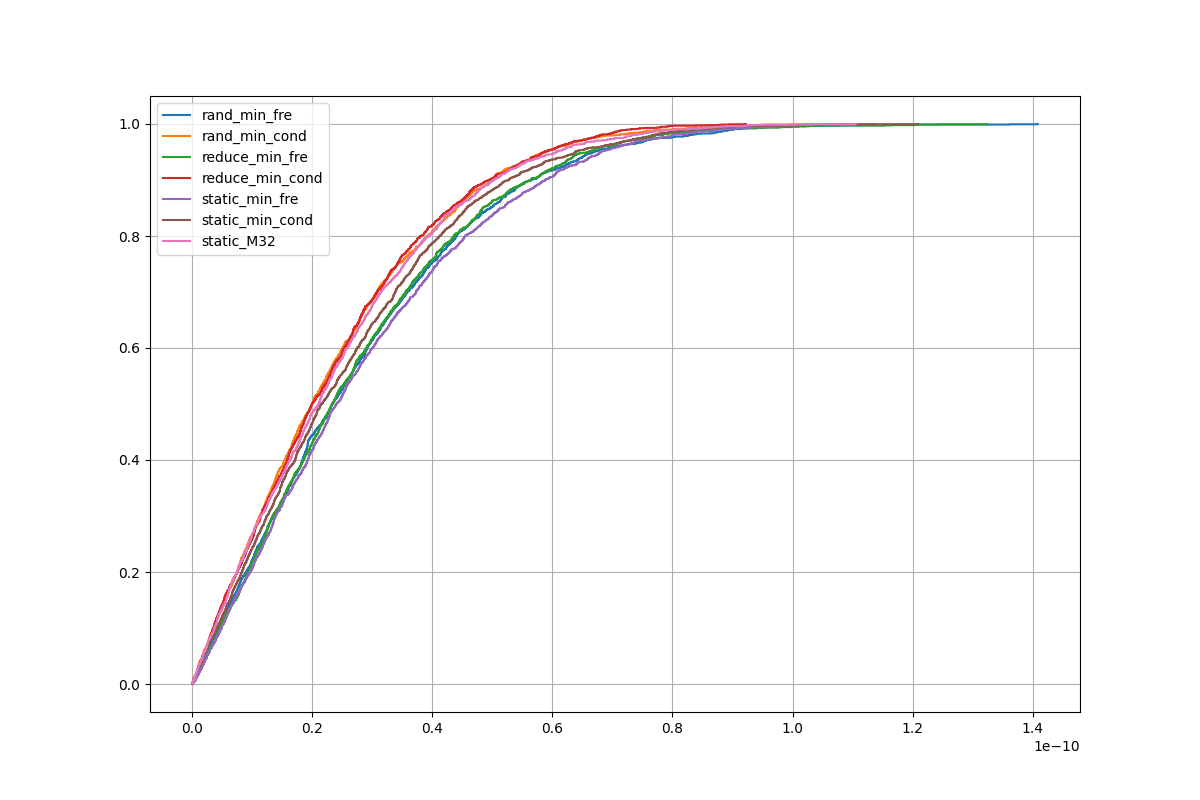 rand_min_fre
rand_min_cond
reduce_min_fre
reduce_min_cond
static_min_fre
static_min_cond
static_M32
1.0
0.8
0.6
0.4
0.2
0.0
0.0 0.2 0.4 0.6 0.8 1.0 1.2 1.4
1e−10